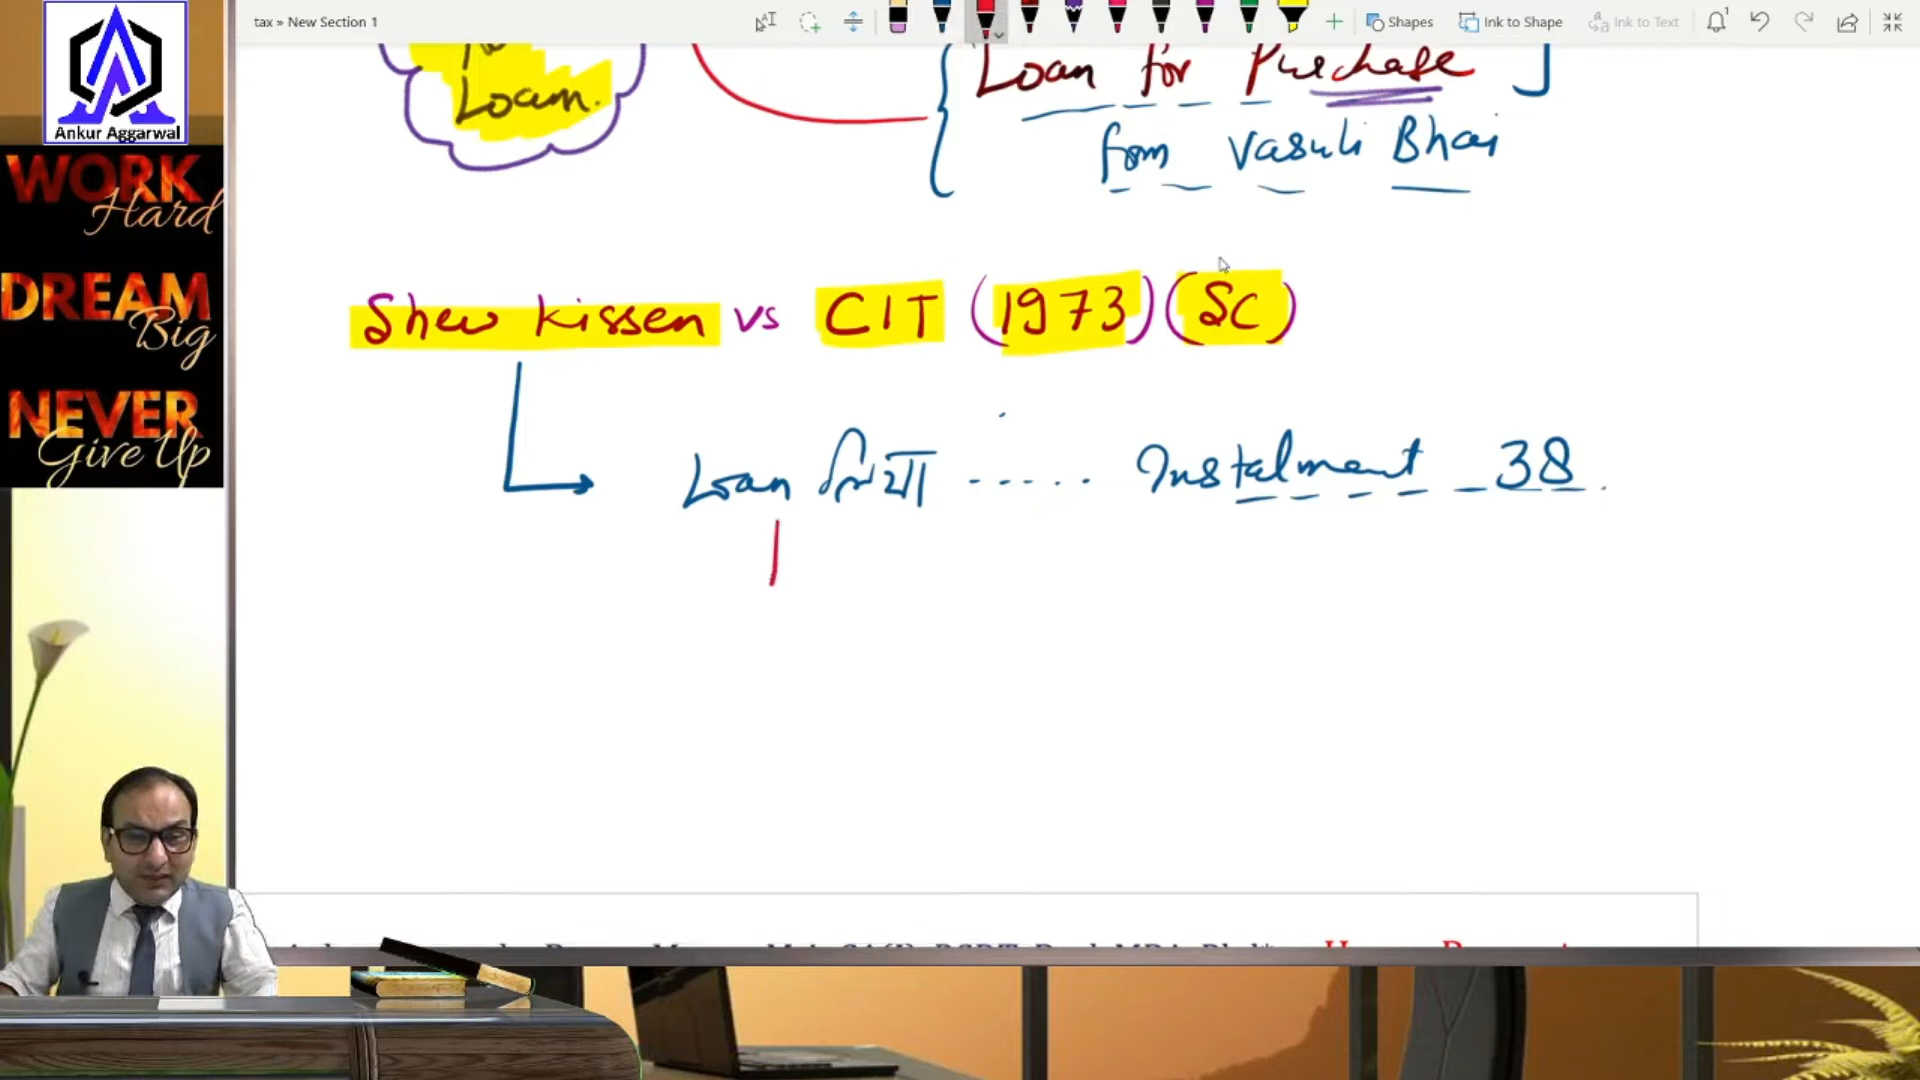 tax » New Section 1
Shapes
Ink to Shape
Ink to Text
Ankur Aggarwal
WORK
Hard
DREAM
Big
NEVER
Give Up
Loan.
Loan for Purchase
from Vasuli Bhai
Shew Kissen vs CIT (1973) (SC)
Loan लिया ..... Instalment 38